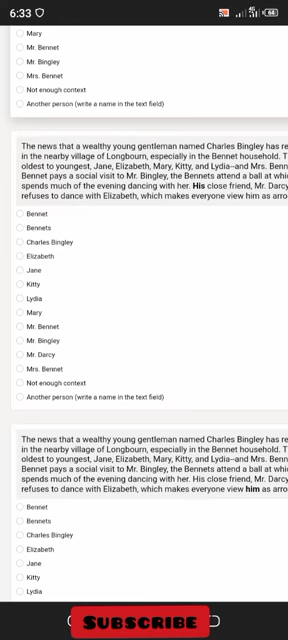 6:33
4G
66
Mary
Mr. Bennet
Mr. Bingley
Mrs. Bennet
Not enough context
Another person (write a name in the text field)
The news that a wealthy young gentleman named Charles Bingley has re
in the nearby village of Longbourn, especially in the Bennet household. T
oldest to youngest, Jane, Elizabeth, Mary, Kitty, and Lydia–and Mrs. Benn
Bennet pays a social visit to Mr. Bingley, the Bennets attend a ball at whic
spends much of the evening dancing with her. His close friend, Mr. Darcy
refuses to dance with Elizabeth, which makes everyone view him as arro
Bennet
Bennets
Charles Bingley
Elizabeth
Jane
Kitty
Lydia
Mary
Mr. Bennet
Mr. Bingley
Mr. Darcy
Mrs. Bennet
Not enough context
Another person (write a name in the text field)
The news that a wealthy young gentleman named Charles Bingley has re
in the nearby village of Longbourn, especially in the Bennet household. T
oldest to youngest, Jane, Elizabeth, Mary, Kitty, and Lydia–and Mrs. Benn
Bennet pays a social visit to Mr. Bingley, the Bennets attend a ball at whic
spends much of the evening dancing with her. His close friend, Mr. Darcy
refuses to dance with Elizabeth, which makes everyone view him as arro
Bennet
Bennets
Charles Bingley
Elizabeth
Jane
Kitty
Lydia
SUBSCRIBE